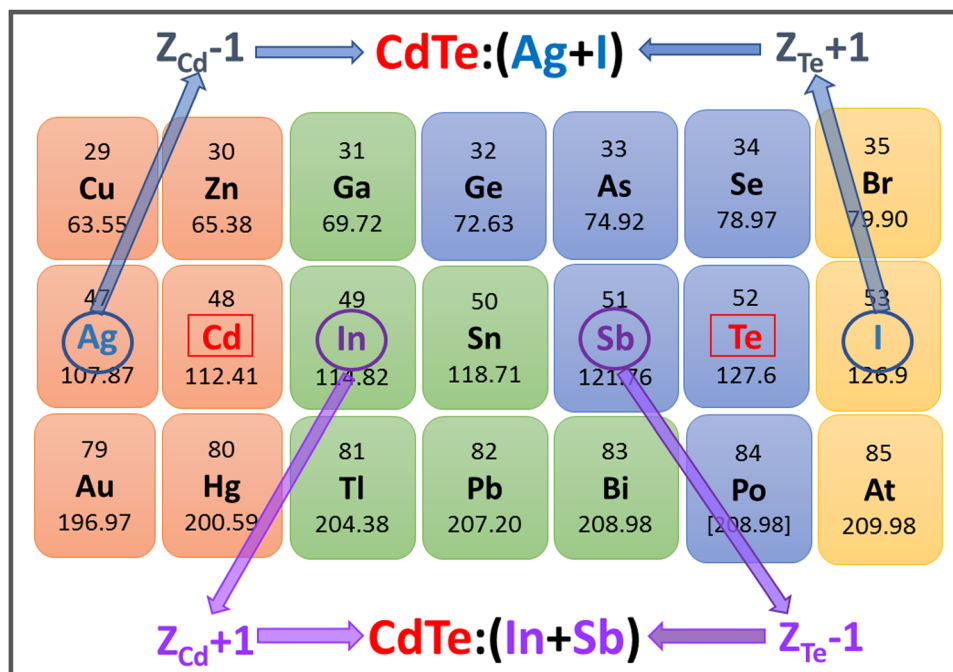 Z_Cd-1 CdTe:(Ag+I) Z_Te+1
29 30 31 32 33 34 35
Cu Zn Ga Ge As Se Br
63.55 65.38 69.72 72.63 74.92 78.97 79.90
47 48 49 50 51 52 53
Ag Cd In Sn Sb Te I
107.87 112.41 114.82 118.71 121.76 127.6 126.9
79 80 81 82 83 84 85
Au Hg Tl Pb Bi Po At
196.97 200.59 204.38 207.20 208.98 [208.98] 209.98
Z_Cd+1 CdTe:(In+Sb) Z_Te-1